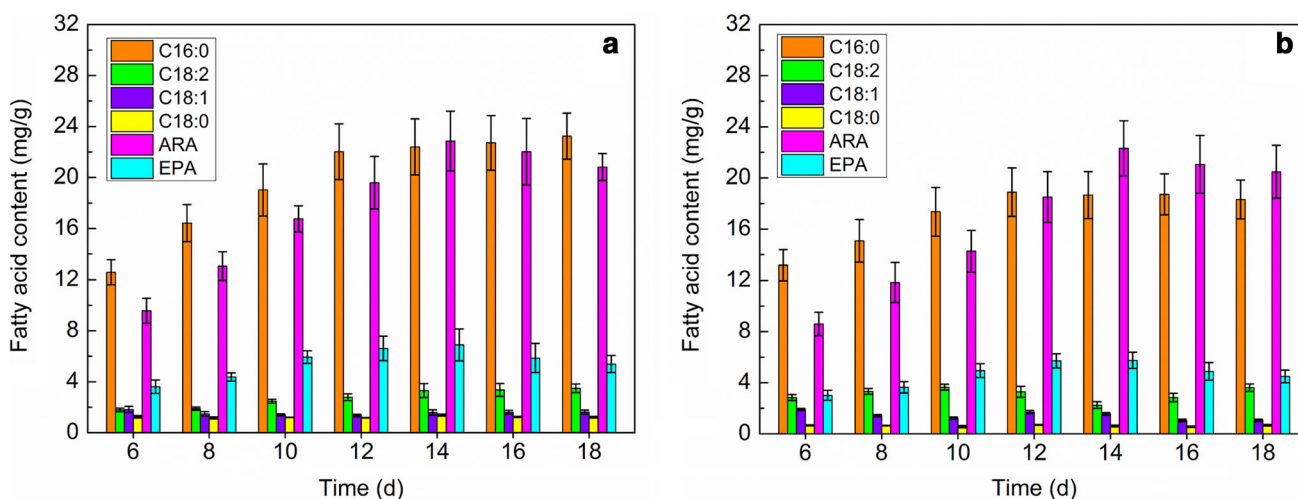 a
C16:0
C18:2
C18:1
C18:0
ARA
EPA
Fatty acid content (mg/g)
32
28
24
20
16
12
8
4
0
6 8 10 12 14 16 18
Time (d)
b
C16:0
C18:2
C18:1
C18:0
ARA
EPA
Fatty acid content (mg/g)
32
28
24
20
16
12
8
4
0
6 8 10 12 14 16 18
Time (d)